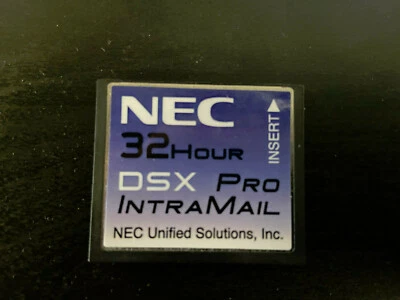 NEC
32HOUR
DSX PRO
INTRAMAIL
NEC Unified Solutions, Inc.
INSERT